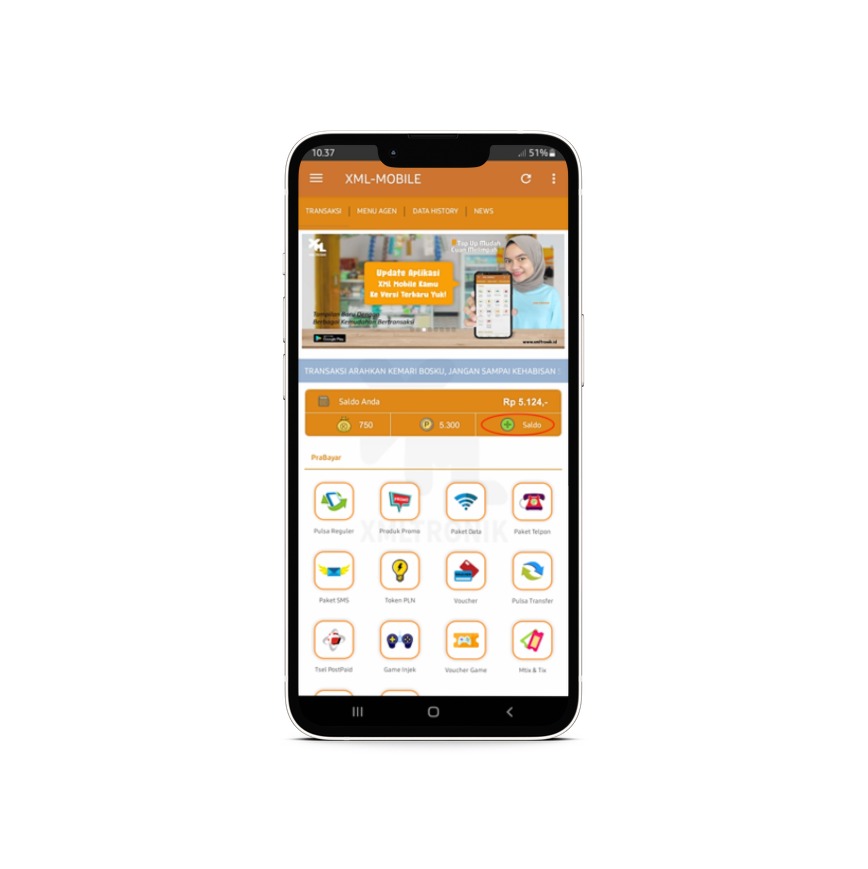 10.37
51%
XML-MOBILE
TRANSAKSI | MENU AGEN | DATA HISTORY | NEWS
XML
Top Up Mudah
Cuan Melimpah
Update Aplikasi
XML Mobile Kamu
Ke Versi Terbaru Yuk!
Tampilan Baru Dengan
Berbagai Kemudahan Bertransaksi
Google Play
www.xmltronik.id
TRANSAKSI ARAHKAN KEMARI BOSKU, JANGAN SAMPAI KEHABISAN
Saldo Anda
Rp 5.124,-
750
P 5.300
Saldo
PraBayar
Pulsa Reguler
Produk Promo
Paket Data
Paket Telpon
XMLTRONIK
Paket SMS
Token PLN
Voucher
Pulsa Transfer
Tsel PostPaid
Game Injek
Voucher Game
Mtix & Tix